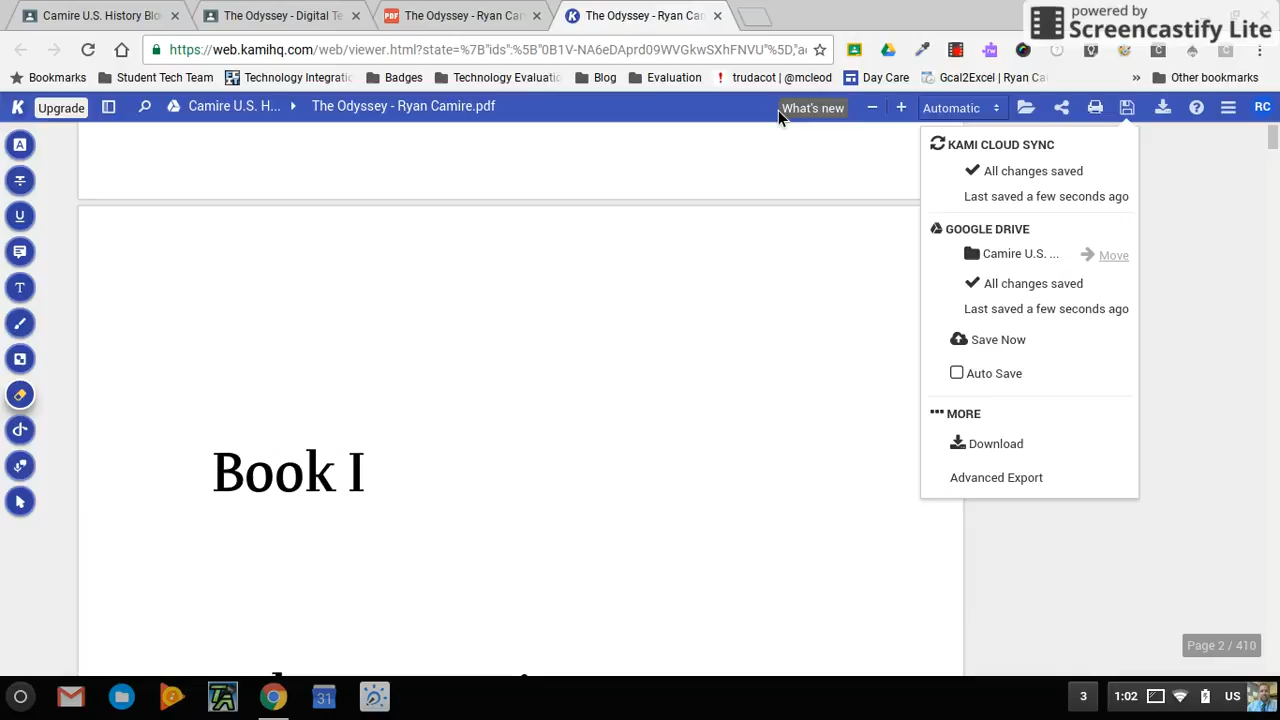 Camire U.S. History Blo
The Odyssey - Digital T
The Odyssey - Ryan Cam
The Odyssey - Ryan Ca
powered by
Screencastify Lite
https://web.kamihq.com/web/viewer.html?state=%7B"ids":%5B"0B1V-NA6eDAprd09WVGkwSXhFNVU"%5D,"ac
Bookmarks
Student Tech Team
Technology Integratio
Badges
Technology Evaluatio
Blog
Evaluation
trudacot | @mcleod
Day Care
Gcal2Excel | Ryan Ca
»
Other bookmarks
K
Upgrade
Camire U.S. H...
The Odyssey - Ryan Camire.pdf
What's new
Automatic
RC
KAMI CLOUD SYNC
All changes saved
Last saved a few seconds ago
GOOGLE DRIVE
Camire U.S. ...
Move
All changes saved
Last saved a few seconds ago
Save Now
Auto Save
MORE
Download
Advanced Export
Book I
Page 2 / 410
31
3
1:02
US